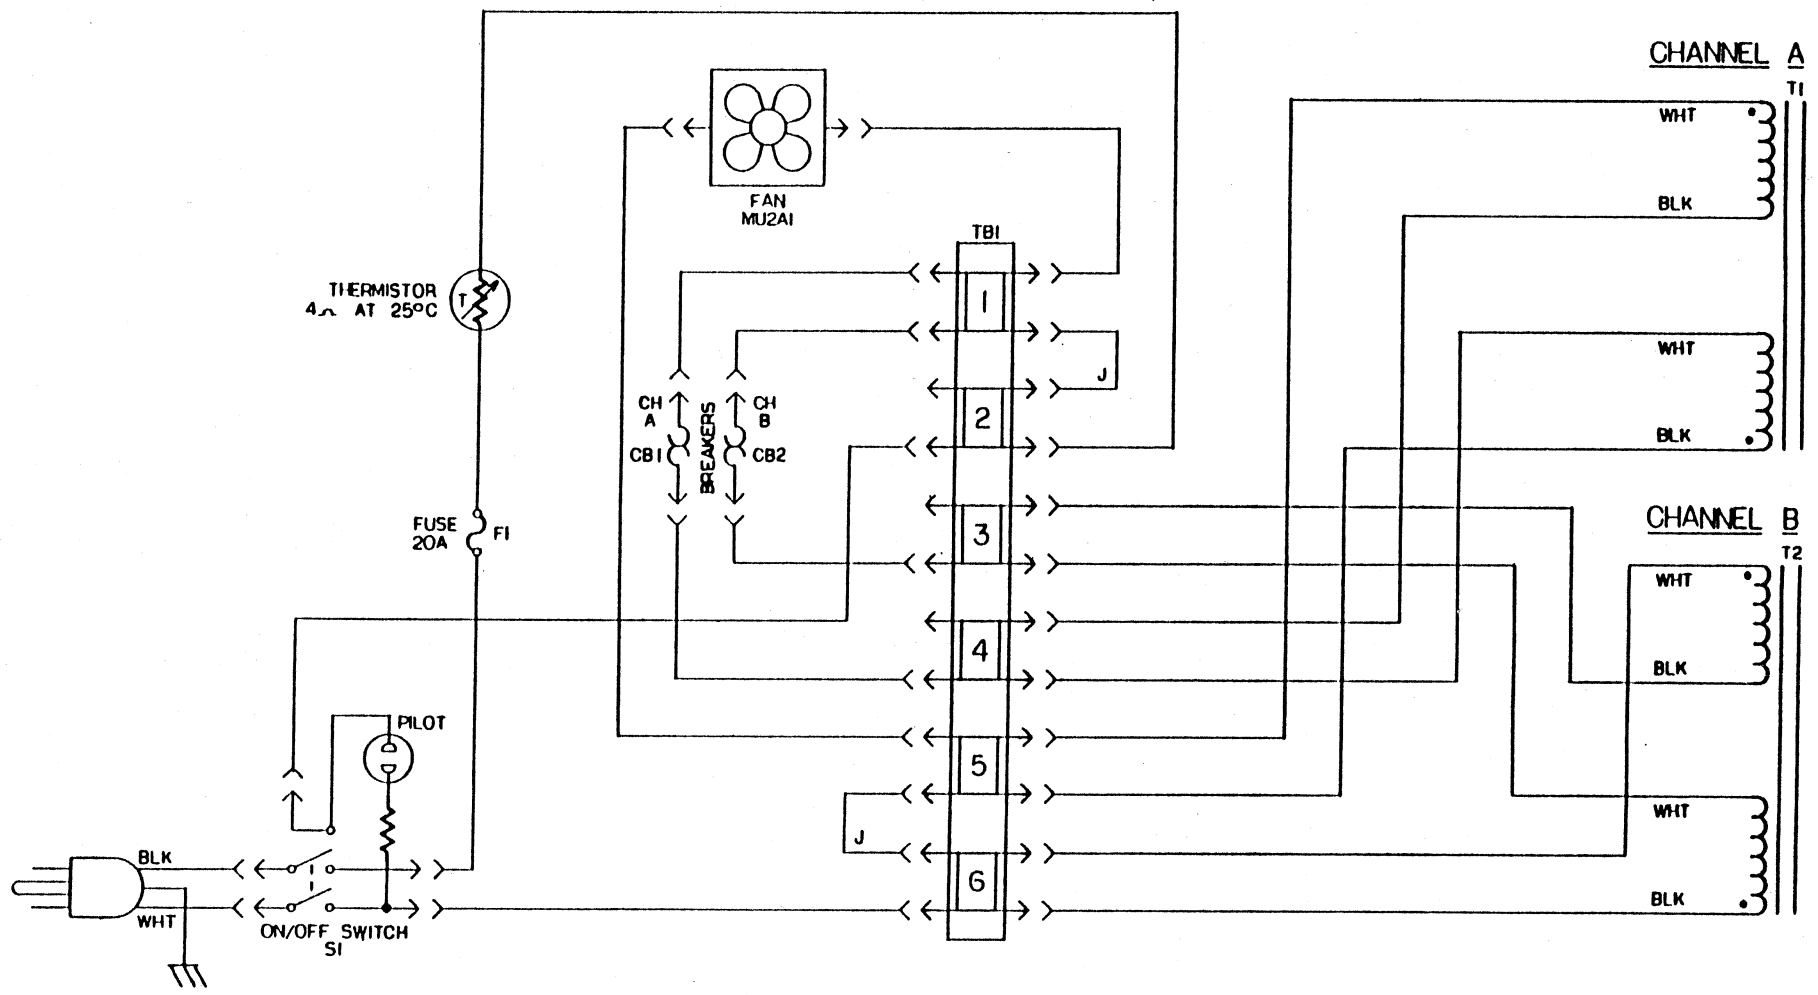 CHANNEL A
T1
WHT
BLK
FAN
MU2A1
TB1
THERMISTOR
4Ω AT 25°C
T
1
J
WHT
CH
A
BREAKERS
CH
B
2
BLK
CB1
CB2
FUSE
20A
F1
3
CHANNEL B
T2
WHT
4
BLK
PILOT
5
WHT
J
BLK
6
BLK
WHT
ON/OFF SWITCH
S1